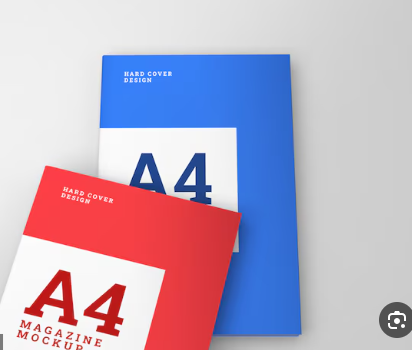 HARD COVER
DESIGN
A4
HARD COVER
DESIGN
A4
MAGAZINE
MOCKUP